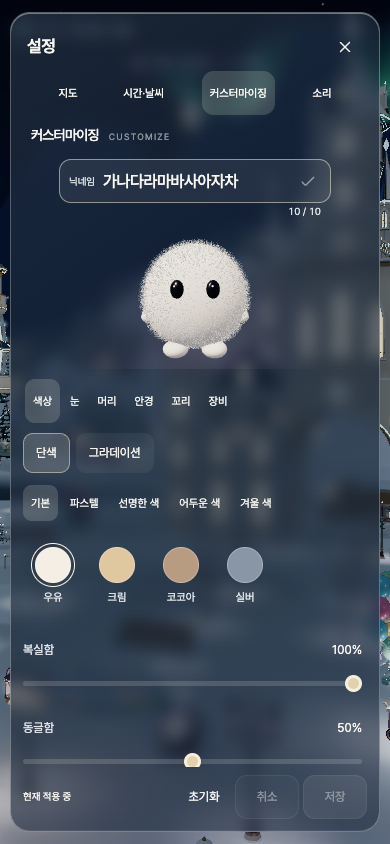 설정
지도 시간·날씨 커스터마이징 소리
커스터마이징 CUSTOMIZE
닉네임 가나다라마바사아자차
10 / 10
색상 눈 머리 안경 꼬리 장비
단색 그라데이션
기본 파스텔 선명한 색 어두운 색 겨울 색
우유 크림 코코아 실버
복실함 100%
동글함 50%
현재 적용 중 초기화 취소 저장